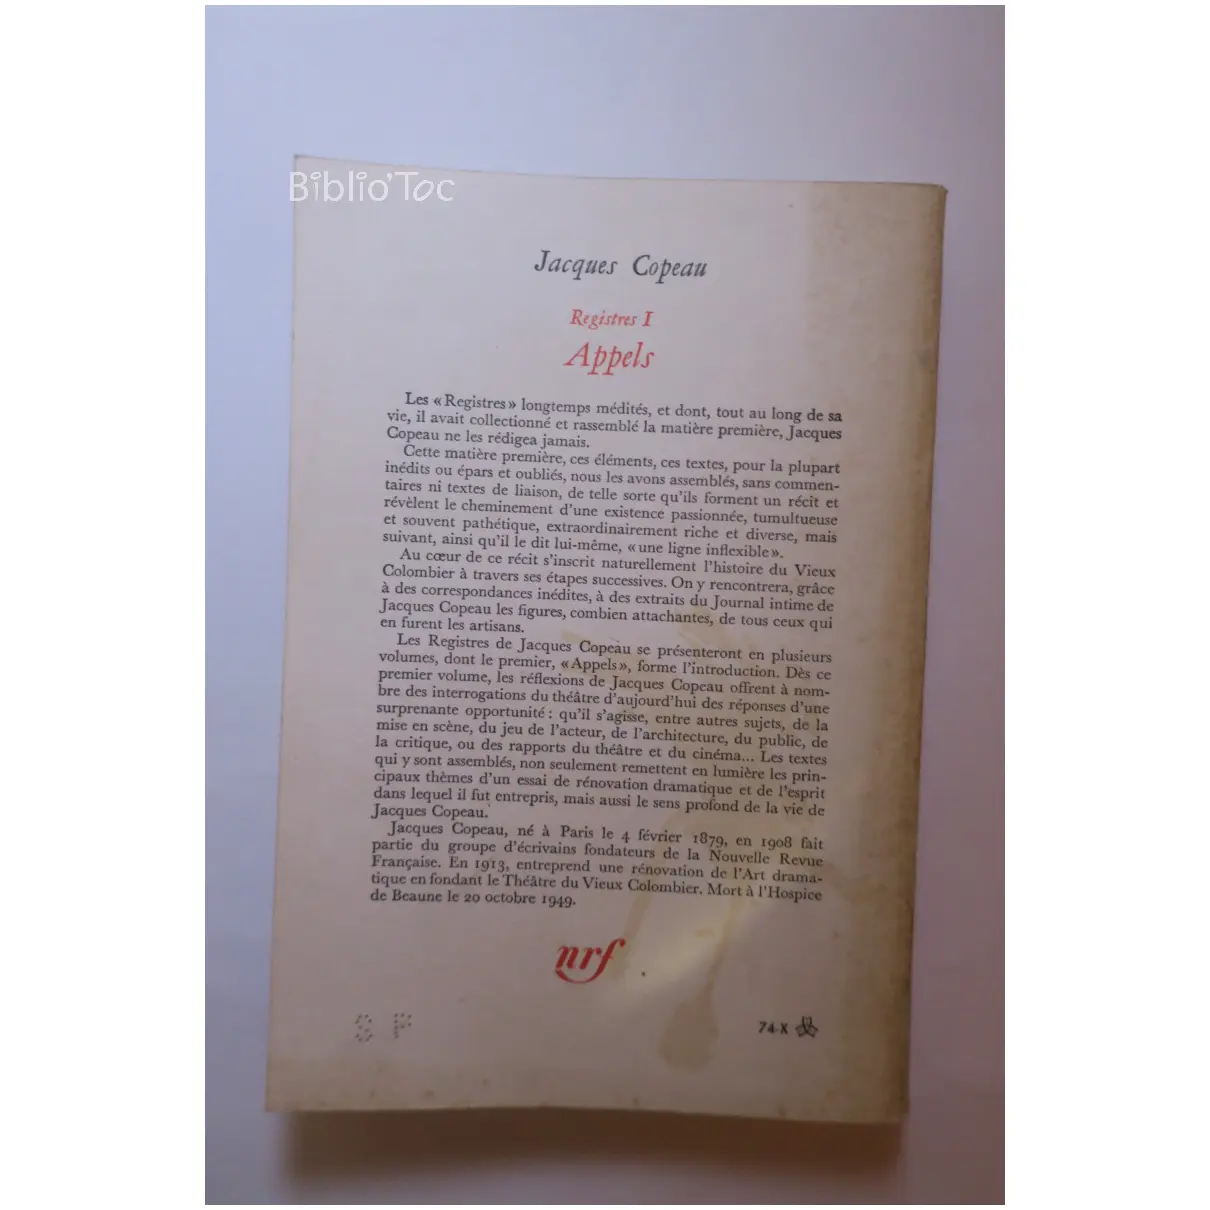 Biblio'Toc
Jacques Copeau
Registres I
Appels
Les « Registres » longtemps médités, et dont, tout au long de sa
vie, il avait collectionné et rassemblé la matière première, Jacques
Copeau ne les rédigea jamais.
Cette matière première, ces éléments, ces textes, pour la plupart
inédits ou épars et oubliés, nous les avons assemblés, sans commen-
taires ni textes de liaison, de telle sorte qu'ils forment un récit et
révèlent le cheminement d'une existence passionnée, tumultueuse
et souvent pathétique, extraordinairement riche et diverse, mais
suivant, ainsi qu'il le dit lui-même, « une ligne inflexible ».
Au cœur de ce récit s'inscrit naturellement l'histoire du Vieux
Colombier à travers ses étapes successives. On y rencontrera, grâce
à des correspondances inédites, à des extraits du Journal intime de
Jacques Copeau les figures, combien attachantes, de tous ceux qui
en furent les artisans.
Les Registres de Jacques Copeau se présenteront en plusieurs
volumes, dont le premier, « Appels », forme l'introduction. Dès ce
premier volume, les réflexions de Jacques Copeau offrent à nom-
bre des interrogations du théâtre d'aujourd'hui des réponses d'une
surprenante opportunité : qu'il s'agisse, entre autres sujets, de la
mise en scène, du jeu de l'acteur, de l'architecture, du public, de
la critique, ou des rapports du théâtre et du cinéma... Les textes
qui y sont assemblés, non seulement remettent en lumière les prin-
cipaux thèmes d'un essai de rénovation dramatique et de l'esprit
dans lequel il fut entrepris, mais aussi le sens profond de la vie de
Jacques Copeau.
Jacques Copeau, né à Paris le 4 février 1879, en 1908 fait
partie du groupe d'écrivains fondateurs de la Nouvelle Revue
Française. En 1913, entreprend une rénovation de l'Art drama-
tique en fondant le Théâtre du Vieux Colombier. Mort à l'Hospice
de Beaune le 20 octobre 1949.
nrf
S P
74-X